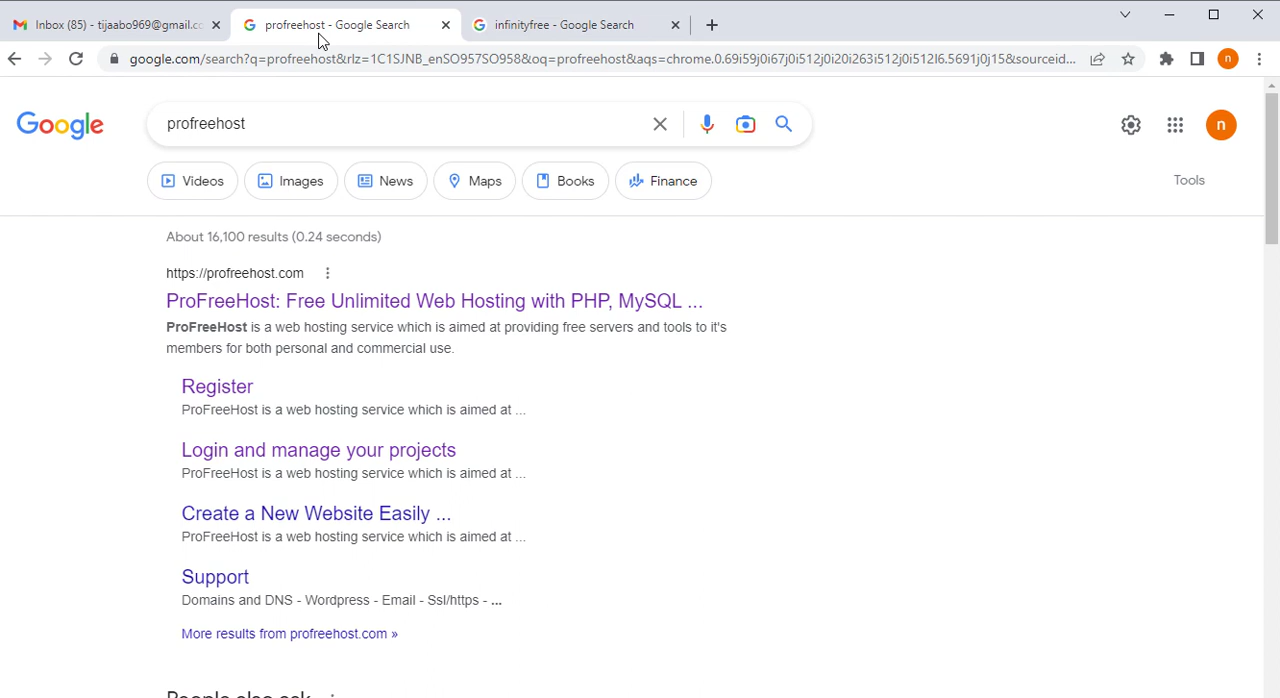 Inbox (85) - tijaabo969@gmail.cc
profreehost - Google Search
infinityfree - Google Search
google.com/search?q=profreehost&rlz=1C1SJNB_enSO957SO958&oq=profreehost&aqs=chrome.0.69i59j0i67j0i512j0i20i263i512j0i512l6.5691j0j15&sourceid...
n
Google
profreehost
n
Videos
Images
News
Maps
Books
Finance
Tools
About 16,100 results (0.24 seconds)
https://profreehost.com
ProFreeHost: Free Unlimited Web Hosting with PHP, MySQL ...
ProFreeHost is a web hosting service which is aimed at providing free servers and tools to it's
members for both personal and commercial use.
Register
ProFreeHost is a web hosting service which is aimed at ...
Login and manage your projects
ProFreeHost is a web hosting service which is aimed at ...
Create a New Website Easily ...
ProFreeHost is a web hosting service which is aimed at ...
Support
Domains and DNS - Wordpress - Email - Ssl/https - ...
More results from profreehost.com »
People also ask